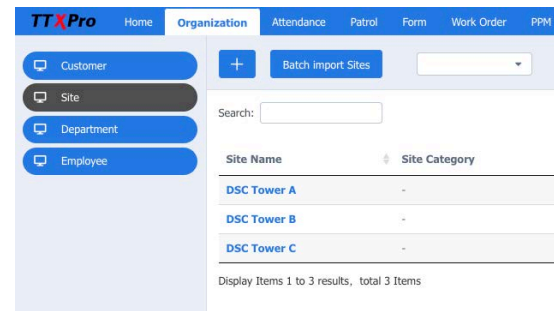 TTXPro Home Organization Attendance Patrol Form Work Order PPM
Customer
Site
Department
Employee
+ Batch import Sites
Search:
Site Name Site Category
DSC Tower A -
DSC Tower B -
DSC Tower C -
Display Items 1 to 3 results, total 3 Items